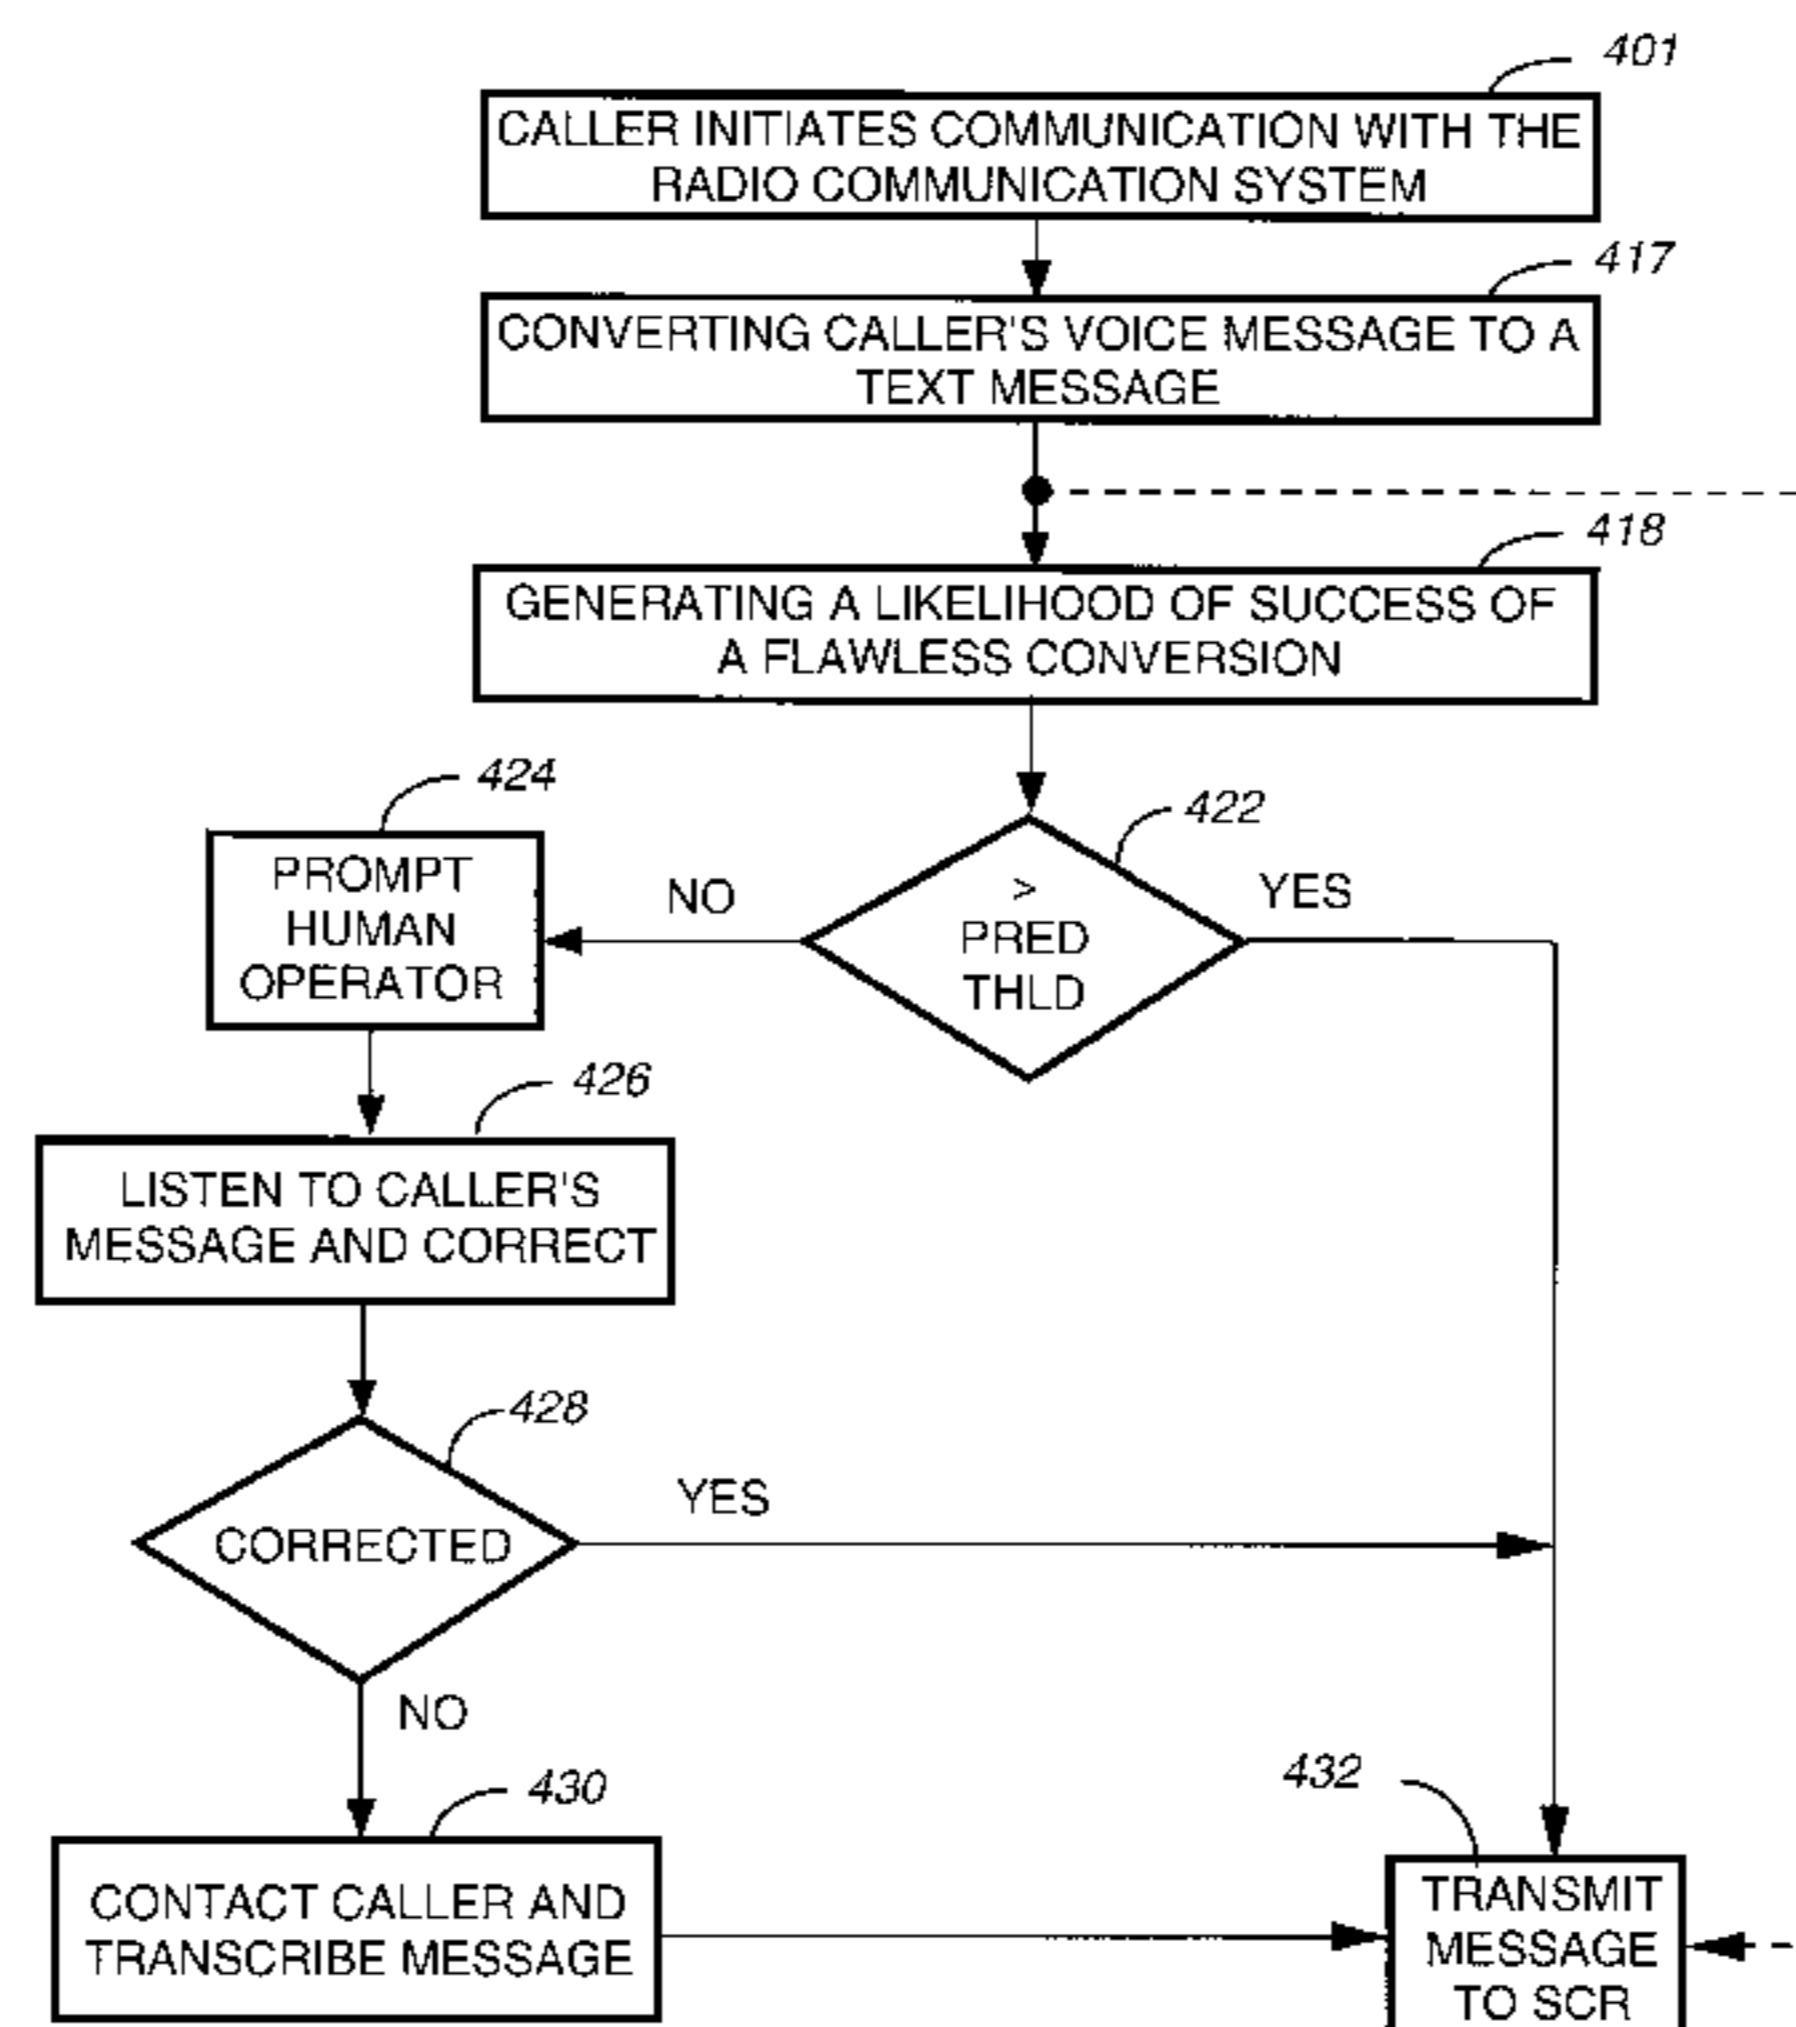 401
CALLER INITIATES COMMUNICATION WITH THE
RADIO COMMUNICATION SYSTEM
417
CONVERTING CALLER'S VOICE MESSAGE TO A
TEXT MESSAGE
418
GENERATING A LIKELIHOOD OF SUCCESS OF
A FLAWLESS CONVERSION
424
PROMPT
HUMAN
OPERATOR
NO
422
>
PRED
THLD
YES
426
LISTEN TO CALLER'S
MESSAGE AND CORRECT
428
CORRECTED
YES
NO
430
CONTACT CALLER AND
TRANSCRIBE MESSAGE
432
TRANSMIT
MESSAGE
TO SCR